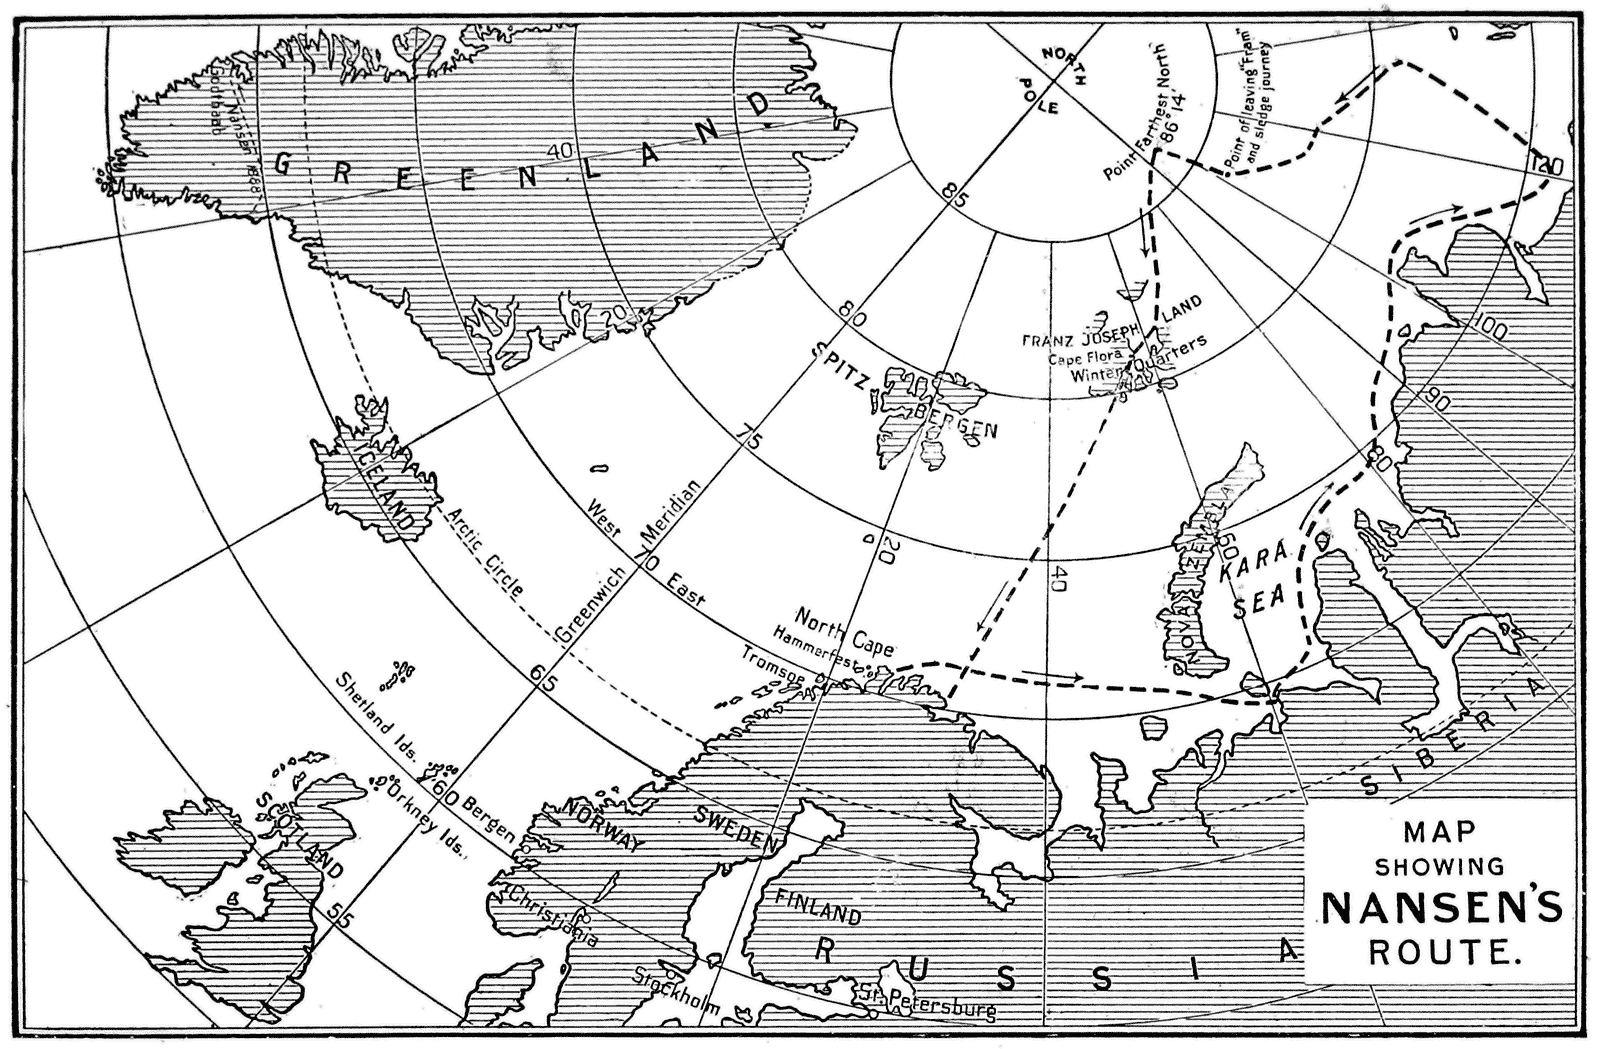 NORTH
POLE
Point Farthest North
86°14'
Point of leaving "Fram"
and sledge journey
120
100
90
80
60
40
20
85
80
75
70
65
60
55
40
20
Godthaab
Nansen 1888
GREENLAND
FRANZ JOSEPH LAND
Cape Flora
Winter Quarters
SPITZBERGEN
ICELAND
Arctic Circle
West
East
Greenwich Meridian
NOVAIA ZEMBLA
KARA
SEA
North Cape
Hammerfest
Tromsoe
Shetland Ids.
Orkney Ids.
Bergen
SCOTLAND
NORWAY
SWEDEN
Christiania
Stockholm
FINLAND
St. Petersburg
RUSSIA
SIBERIA
MAP
SHOWING
NANSEN'S
ROUTE.